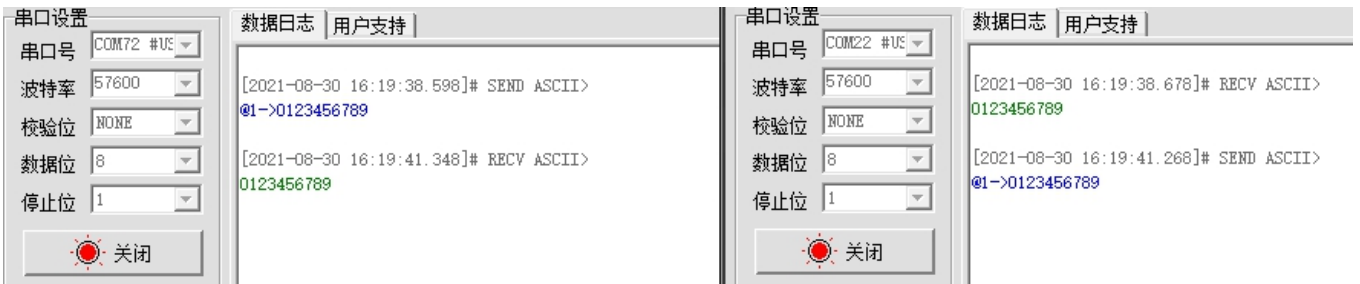 串口设置
串口号 COM72 #US
波特率 57600
校验位 NONE
数据位 8
停止位 1
关闭
数据日志 用户支持
[2021-08-30 16:19:38.598]# SEND ASCII>
@1->0123456789
[2021-08-30 16:19:41.348]# RECV ASCII>
0123456789
串口设置
串口号 COM22 #US
波特率 57600
校验位 NONE
数据位 8
停止位 1
关闭
数据日志 用户支持
[2021-08-30 16:19:38.678]# RECV ASCII>
0123456789
[2021-08-30 16:19:41.268]# SEND ASCII>
@1->0123456789